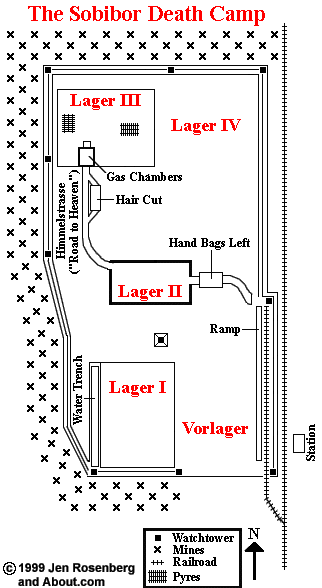 The Sobibor Death Camp
Lager III
Lager IV
Gas Chambers
Himmelstrasse
("Road to Heaven")
Hair Cut
Hand Bags Left
Lager II
Ramp
Water Trench
Lager I
Vorlager
Station
Watchtower
Mines
Railroad
Pyres
N
© 1999 Jen Rosenberg
and About.com